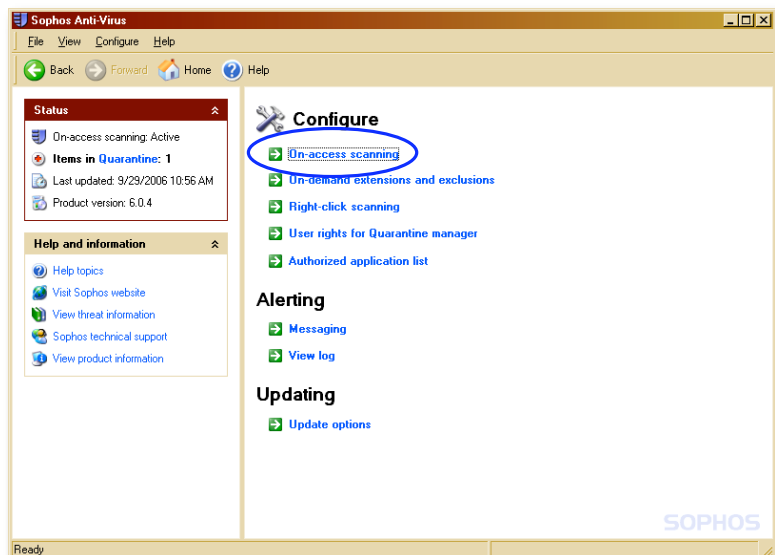 Sophos Anti-Virus
File View Configure Help
Back Forward Home Help
Status
On-access scanning: Active
Items in Quarantine: 1
Last updated: 9/29/2006 10:56 AM
Product version: 6.0.4
Help and information
Help topics
Visit Sophos website
View threat information
Sophos technical support
View product information
Configure
On-access scanning
On-demand extensions and exclusions
Right-click scanning
User rights for Quarantine manager
Authorized application list
Alerting
Messaging
View log
Updating
Update options
SOPHOS
Ready